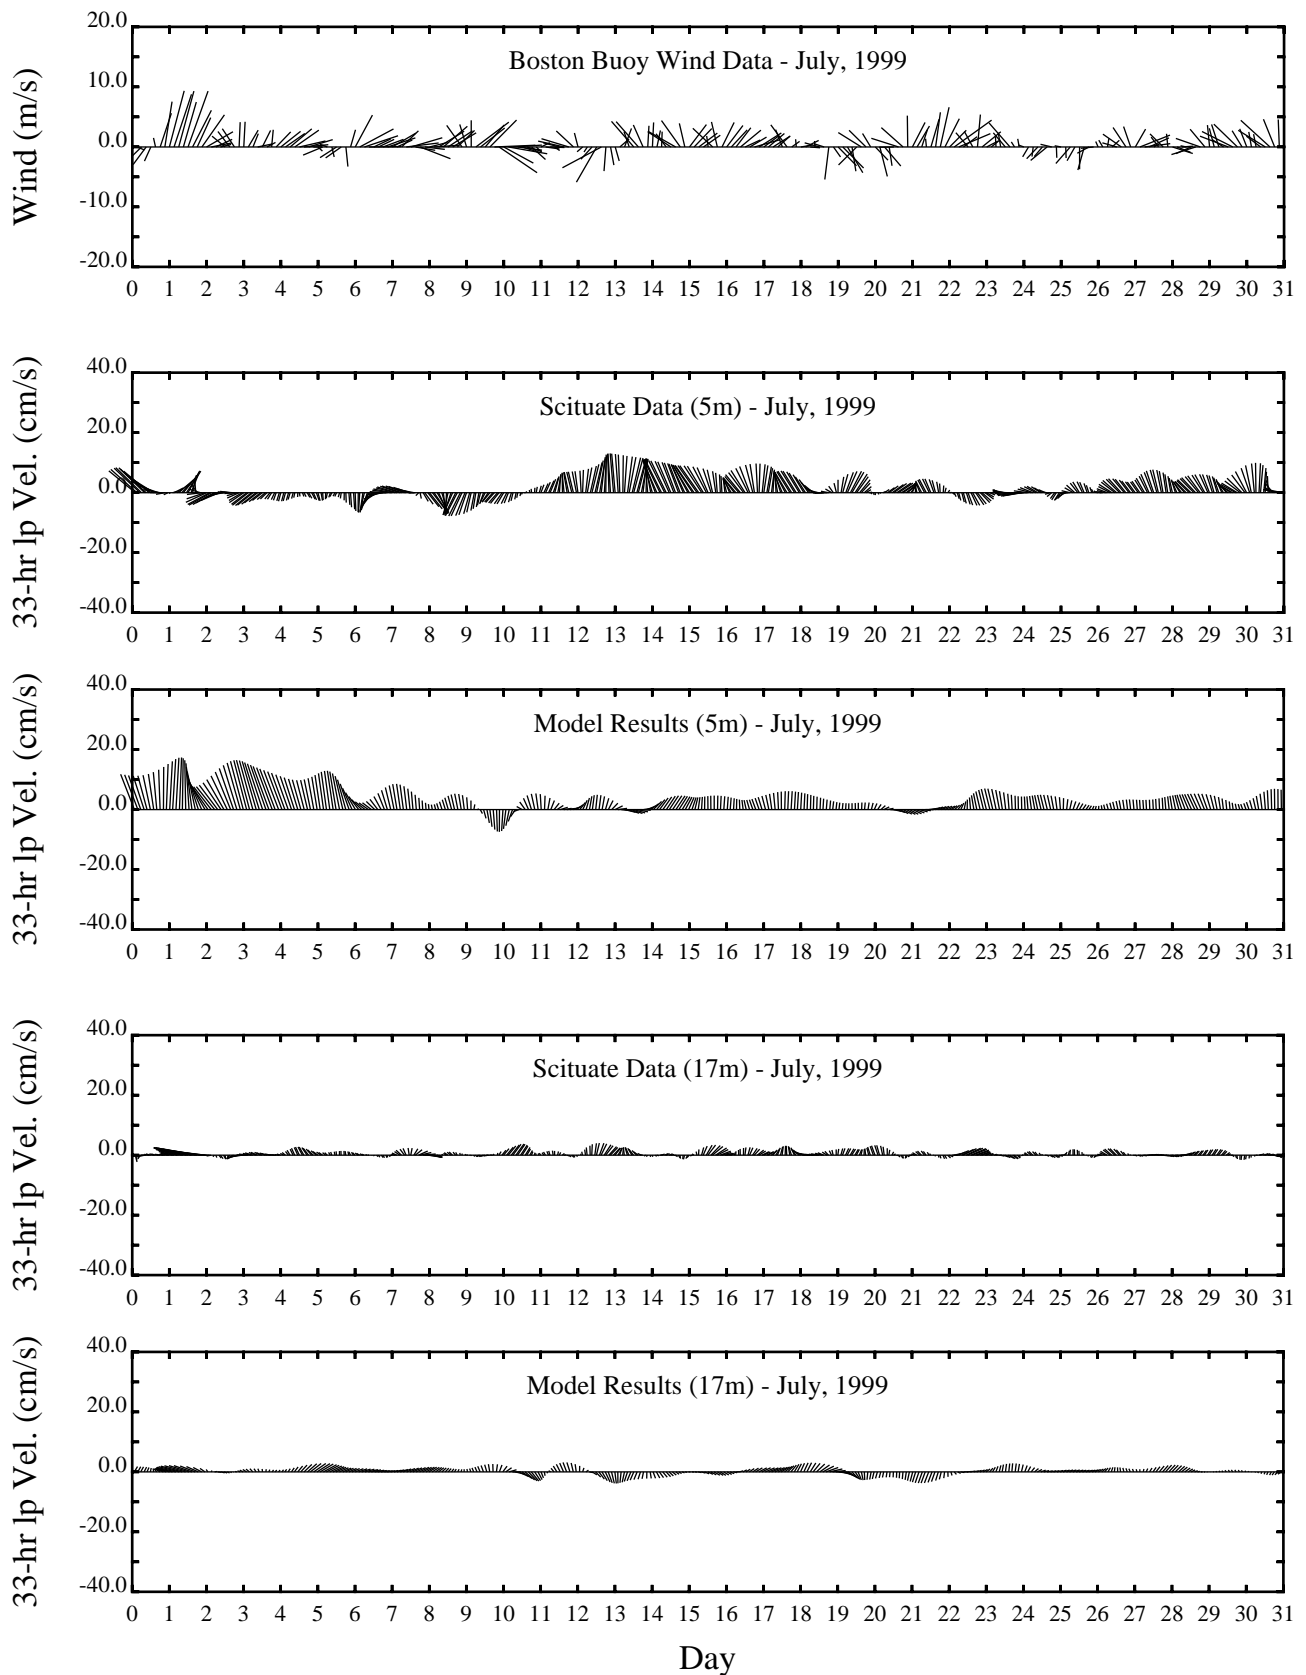 Boston Buoy Wind Data - July, 1999
Wind (m/s)
20.0
10.0
0.0
-10.0
-20.0
0 1 2 3 4 5 6 7 8 9 10 11 12 13 14 15 16 17 18 19 20 21 22 23 24 25 26 27 28 29 30 31
Scituate Data (5m) - July, 1999
33-hr lp Vel. (cm/s)
40.0
20.0
0.0
-20.0
-40.0
0 1 2 3 4 5 6 7 8 9 10 11 12 13 14 15 16 17 18 19 20 21 22 23 24 25 26 27 28 29 30 31
Model Results (5m) - July, 1999
33-hr lp Vel. (cm/s)
40.0
20.0
0.0
-20.0
-40.0
0 1 2 3 4 5 6 7 8 9 10 11 12 13 14 15 16 17 18 19 20 21 22 23 24 25 26 27 28 29 30 31
Scituate Data (17m) - July, 1999
33-hr lp Vel. (cm/s)
40.0
20.0
0.0
-20.0
-40.0
0 1 2 3 4 5 6 7 8 9 10 11 12 13 14 15 16 17 18 19 20 21 22 23 24 25 26 27 28 29 30 31
Model Results (17m) - July, 1999
33-hr lp Vel. (cm/s)
40.0
20.0
0.0
-20.0
-40.0
0 1 2 3 4 5 6 7 8 9 10 11 12 13 14 15 16 17 18 19 20 21 22 23 24 25 26 27 28 29 30 31
Day